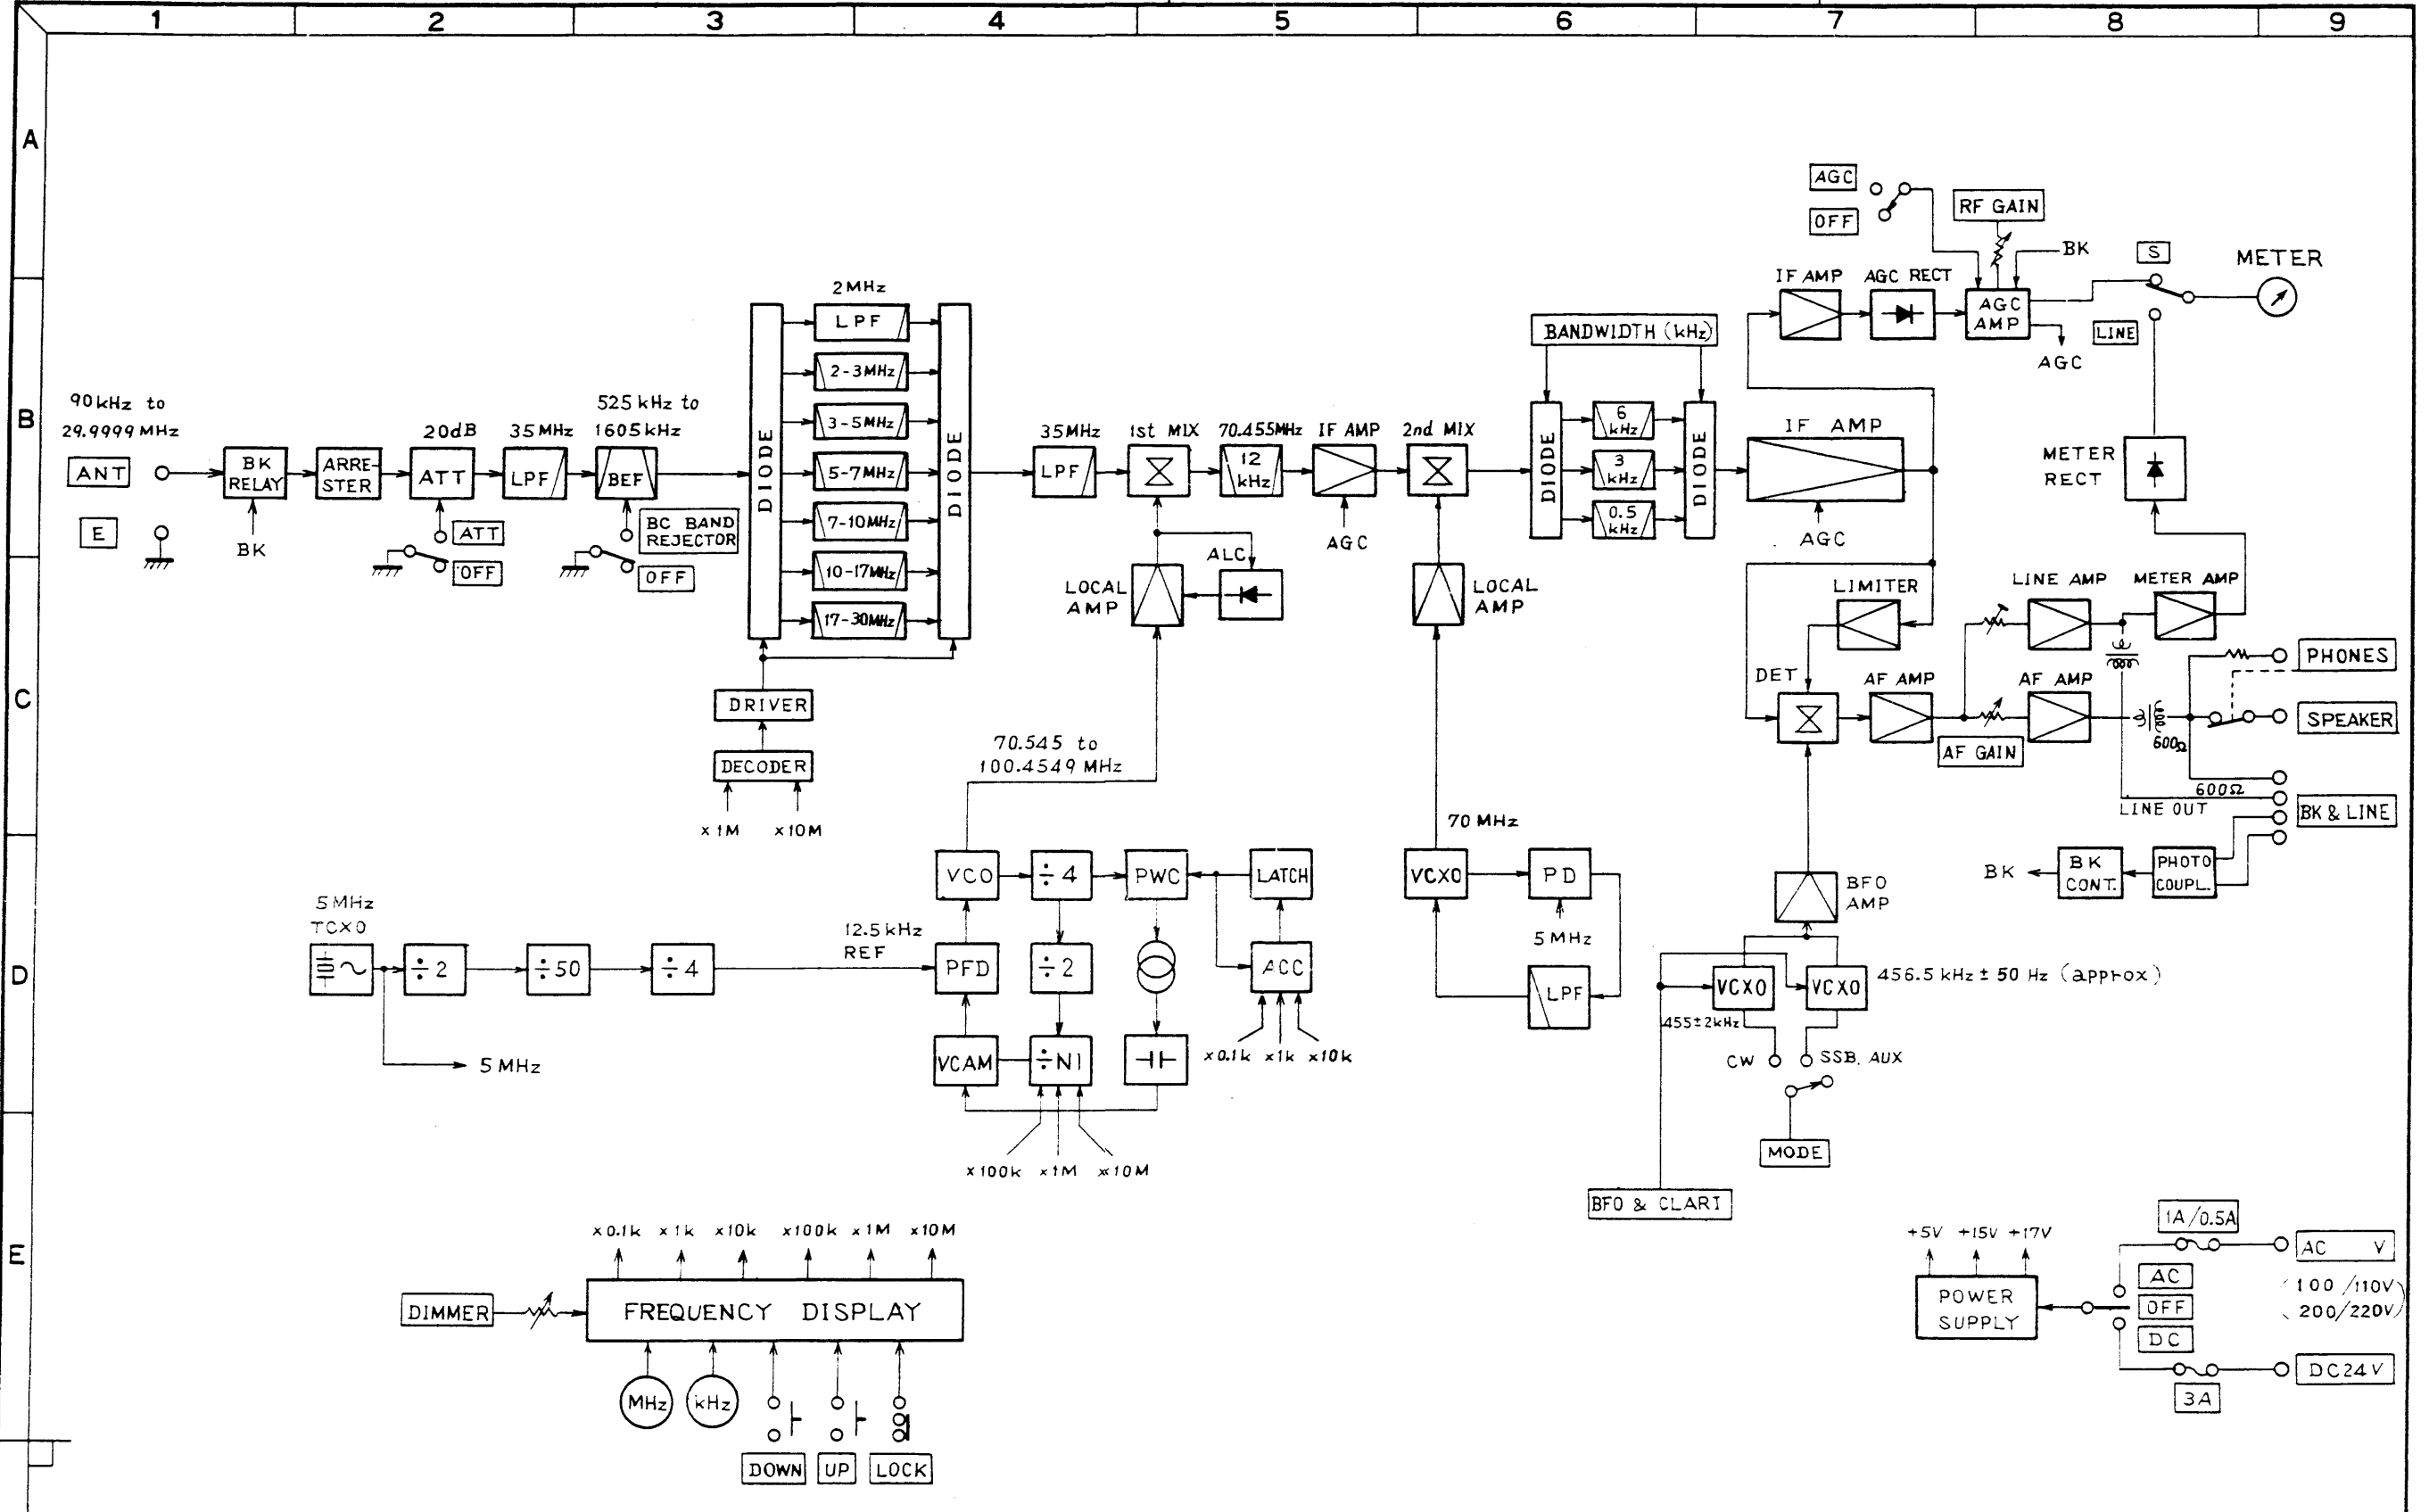 1 2 3 4 5 6 7 8 9
A
B
C
D
E
90kHz to
29.9999 MHz
ANT
E
BK
RELAY
BK
ARRE-
STER
20dB
ATT
ATT
OFF
35MHz
LPF
525 kHz to
1605 kHz
BEF
BC BAND
REJECTOR
OFF
DIODE
2MHz
LPF
2-3MHz
3-5MHz
5-7MHz
7-10MHz
10-17MHz
17-30MHz
DIODE
DRIVER
DECODER
x 1M x 10M
35MHz
LPF
1st MIX
70.455MHz
12
kHz
IF AMP
AGC
2nd MIX
LOCAL
AMP
ALC
LOCAL
AMP
BANDWIDTH (kHz)
DIODE
6
kHz
3
kHz
0.5
kHz
DIODE
IF AMP
AGC
AGC
OFF
RF GAIN
BK
IF AMP
AGC RECT
AGC
AMP
AGC
S
LINE
METER
METER
RECT
LIMITER
LINE AMP
METER AMP
DET
AF AMP
AF GAIN
AF AMP
600Ω
PHONES
SPEAKER
600Ω
LINE OUT
BK & LINE
BK
BK
CONT.
PHOTO
COUPL.
70.545 to
100.4549 MHz
5MHz
TCXO
÷2
÷50
÷4
5 MHz
12.5 kHz
REF
VCO
÷4
PWC
LATCH
PFD
÷2
ACC
VCAM
÷N1
x0.1k x1k x10k
x100k x1M x10M
70 MHz
VCXO
PD
5 MHz
LPF
BFO
AMP
VCXO
VCXO
456.5 kHz ± 50 Hz (approx)
455±2kHz
CW
SSB, AUX
MODE
BFO & CLARI
x0.1k x1k x10k x100k x1M x10M
DIMMER
FREQUENCY DISPLAY
MHz
kHz
DOWN
UP
LOCK
+5V +15V +17V
POWER
SUPPLY
1A/0.5A
AC V
AC
OFF
DC
(100/110V)
(200/220V)
DC24V
3A